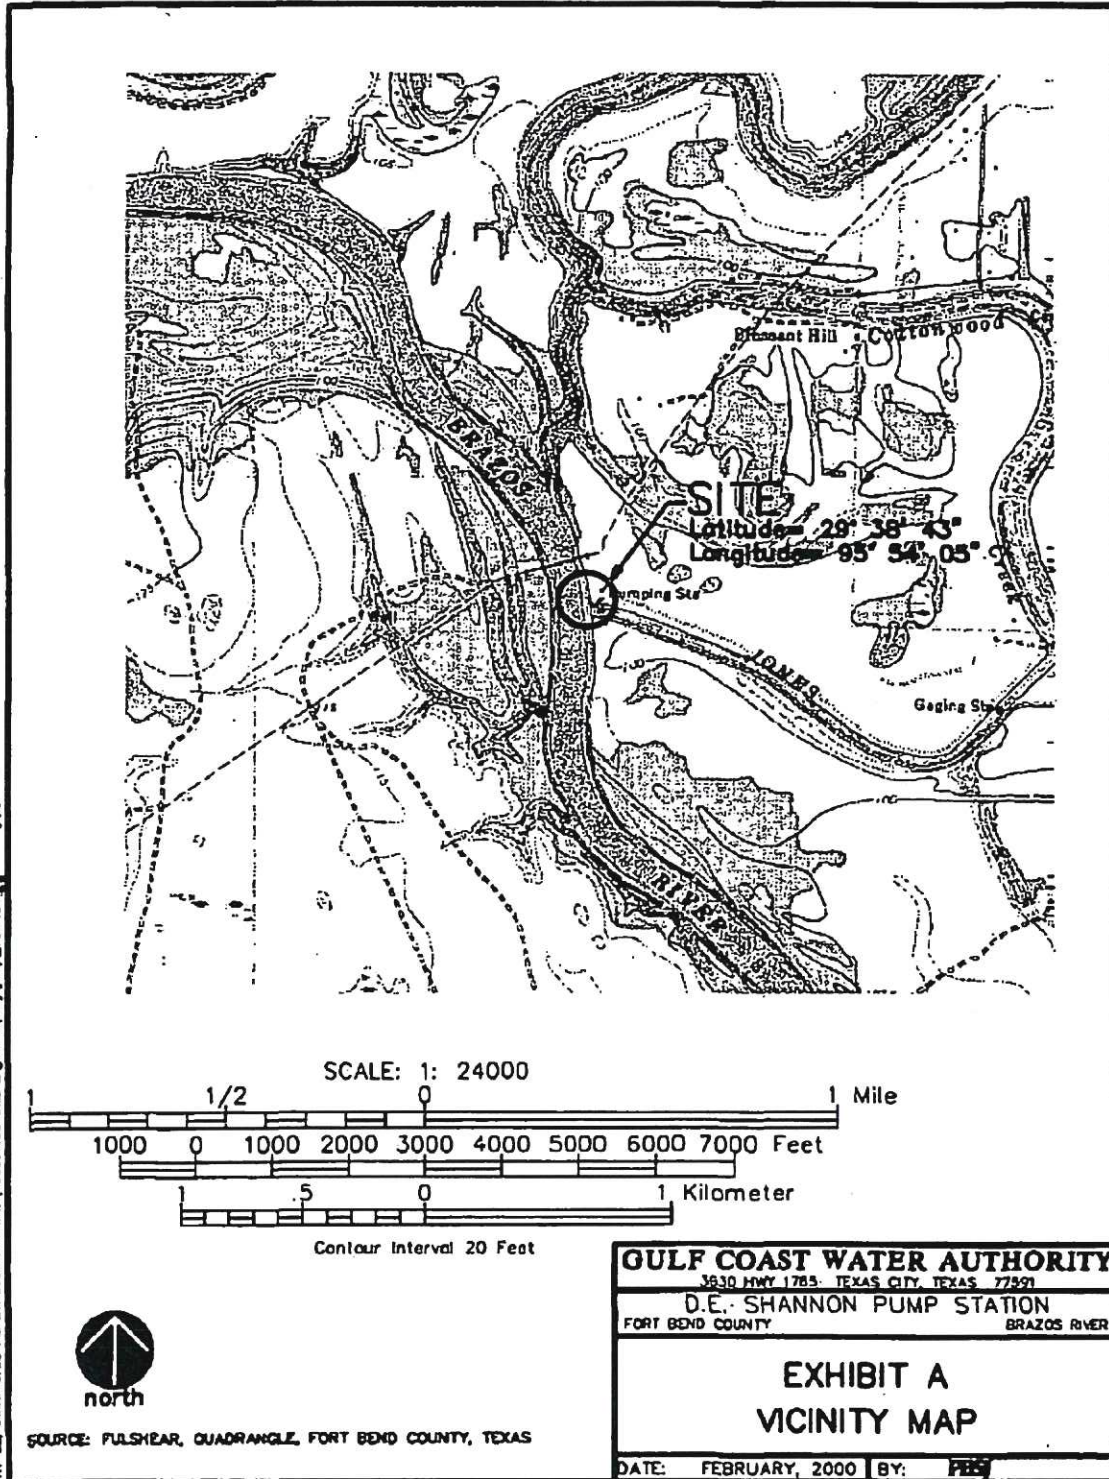 Pleasant Hill
Cottonwood
BRAZOS
SITE
Latitude= 29° 38' 43"
Longitude= 95° 54' 05"
Pumping Sta
JONES
CREEK
Gaging Sta
RIVER
SCALE: 1: 24000
1 1/2 0 1 Mile
1000 0 1000 2000 3000 4000 5000 6000 7000 Feet
1 .5 0 1 Kilometer
Contour Interval 20 Feet
north
SOURCE: FULSHEAR, QUADRANGLE, FORT BEND COUNTY, TEXAS
GULF COAST WATER AUTHORITY
3630 HWY 1765 TEXAS CITY, TEXAS 77591
D.E. SHANNON PUMP STATION
FORT BEND COUNTY BRAZOS RIVER
EXHIBIT A
VICINITY MAP
DATE: FEBRUARY, 2000 BY: PBSJ